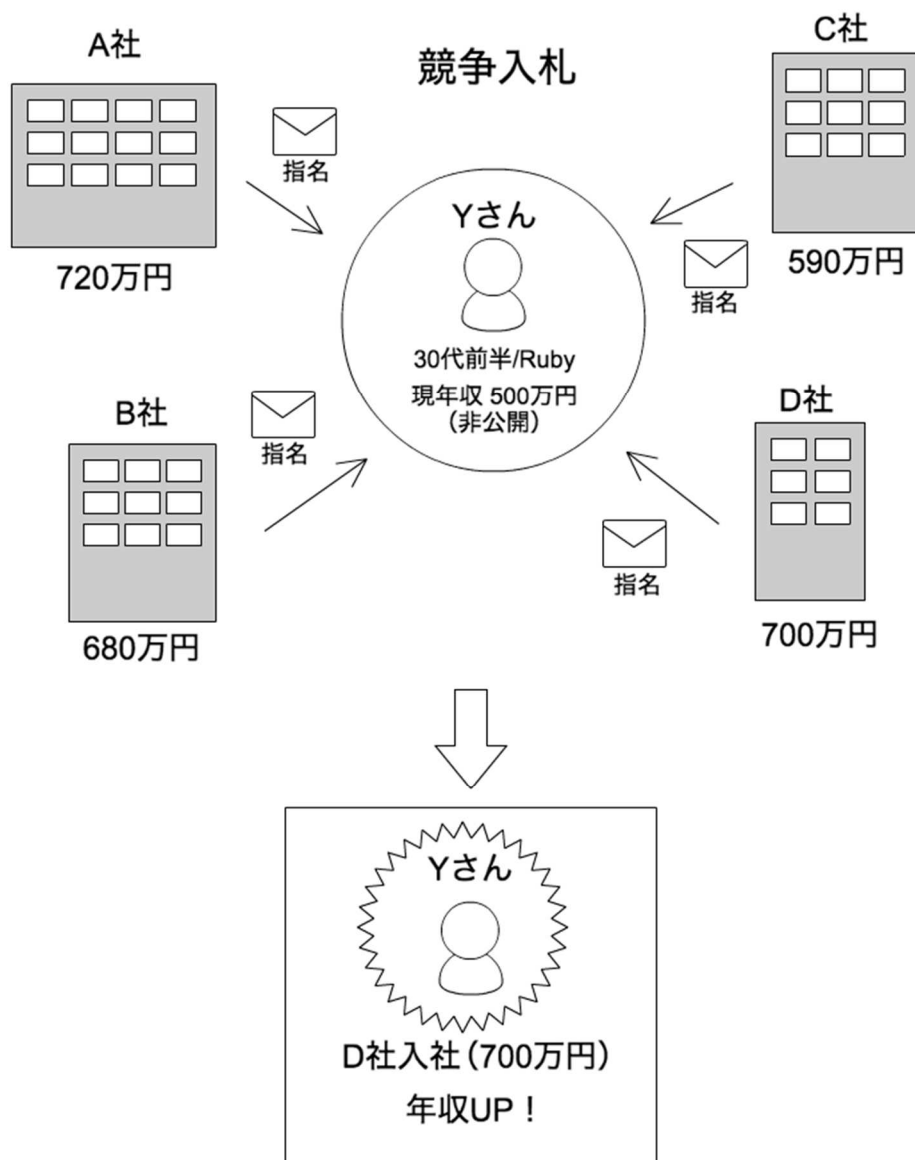 競争入札
A社
720万円
指名
C社
590万円
指名
Yさん
30代前半/Ruby
現年収 500万円
（非公開）
B社
680万円
指名
D社
700万円
指名
Yさん
D社入社（700万円）
年収UP！